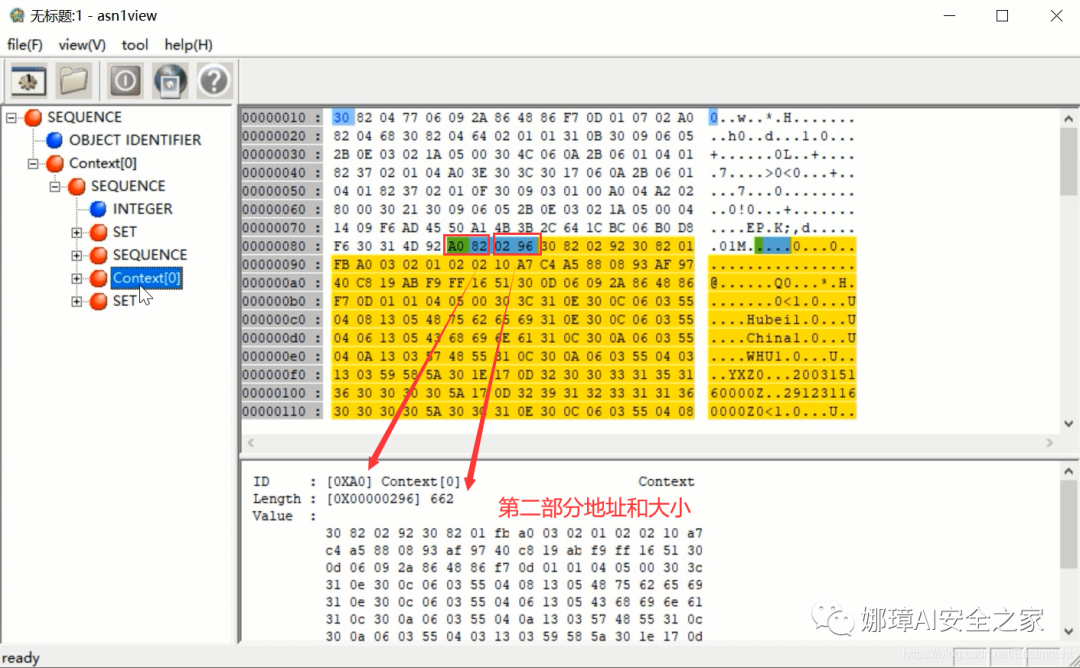 无标题:1 - asn1view
file(F) view(V) tool help(H)
SEQUENCE
OBJECT IDENTIFIER
Context[0]
SEQUENCE
INTEGER
SET
SEQUENCE
Context[0]
SET
00000010 : 30 82 04 77 06 09 2A 86 48 86 F7 0D 01 07 02 A0 0..w..*.H.......
00000020 : 82 04 68 30 82 04 64 02 01 01 31 0B 30 09 06 05 ..h0..d...1.0...
00000030 : 2B 0E 03 02 1A 05 00 30 4C 06 0A 2B 06 01 04 01 +......0L..+....
00000040 : 82 37 02 01 04 A0 3E 30 3C 30 17 06 0A 2B 06 01 .7....>0<0...+..
00000050 : 04 01 82 37 02 01 0F 30 09 03 01 00 A0 04 A2 02 ...7...0........
00000060 : 80 00 30 21 30 09 06 05 2B 0E 03 02 1A 05 00 04 ..0!0...+.......
00000070 : 14 09 F6 AD 45 50 A1 4B 3B 2C 64 1C BC 06 B0 D8 ....EP.K;,d.....
00000080 : F6 30 31 4D 92 A0 82 02 96 30 82 02 92 30 82 01 .01M.....0...0..
00000090 : FB A0 03 02 01 02 02 10 A7 C4 A5 88 08 93 AF 97 ................
000000a0 : 40 C8 19 AB F9 FF 16 51 30 0D 06 09 2A 86 48 86 @......Q0...*.H.
000000b0 : F7 0D 01 01 04 05 00 30 3C 31 0E 30 0C 06 03 55 .......0<1.0...U
000000c0 : 04 08 13 05 48 75 62 65 69 31 0E 30 0C 06 03 55 ....Hubei1.0...U
000000d0 : 04 06 13 05 43 68 69 6E 61 31 0C 30 0A 06 03 55 ....China1.0...U
000000e0 : 04 0A 13 03 57 48 55 31 0C 30 0A 06 03 55 04 03 ....WHU1.0...U..
000000f0 : 13 03 59 58 5A 30 1E 17 0D 32 30 30 33 31 35 31 ..YXZ0...2003151
00000100 : 36 30 30 30 30 5A 17 0D 32 39 31 32 33 31 31 36 60000Z..29123116
00000110 : 30 30 30 30 5A 30 3C 31 0E 30 0C 06 03 55 04 08 0000Z0<1.0...U..
ID : [0XA0] Context[0] Context
Length : [0X00000296] 662
Value :
第二部分地址和大小
30 82 02 92 30 82 01 fb a0 03 02 01 02 02 10 a7
c4 a5 88 08 93 af 97 40 c8 19 ab f9 ff 16 51 30
0d 06 09 2a 86 48 86 f7 0d 01 01 04 05 00 30 3c
31 0e 30 0c 06 03 55 04 08 13 05 48 75 62 65 69
31 0e 30 0c 06 03 55 04 06 13 05 43 68 69 6e 61
31 0c 30 0a 06 03 55 04 0a 13 03 57 48 55 31 0c
30 0a 06 03 55 04 03 13 03 59 58 5a 30 1e 17 0d
娜璋AI安全之家
ready